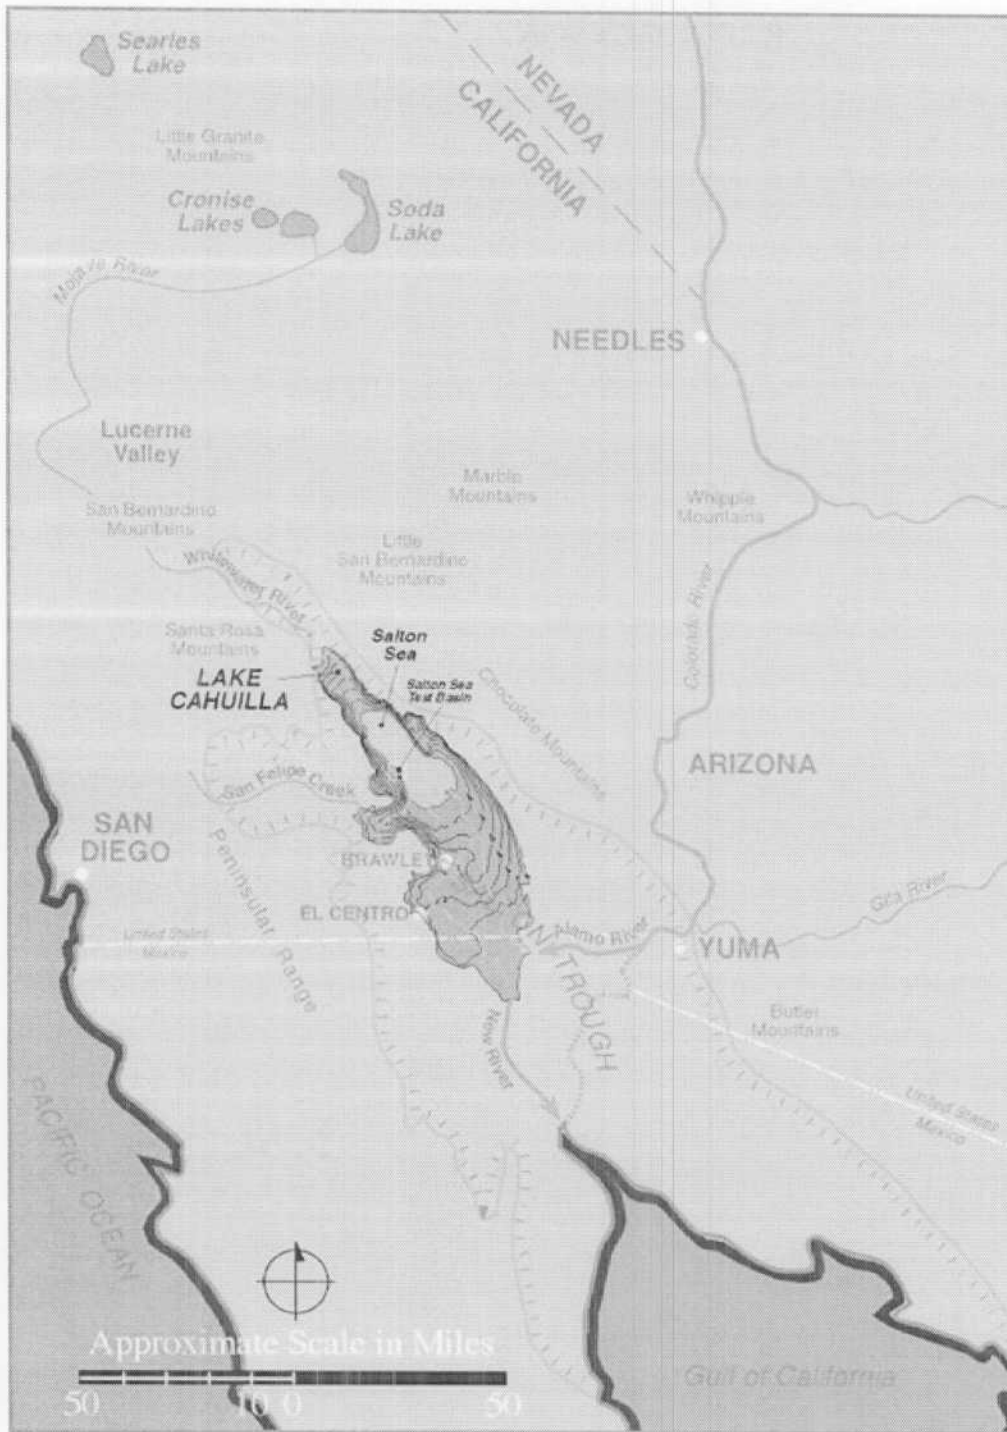 Searles
Lake
NEVADA
CALIFORNIA
Little Granite
Mountains
Cronise
Lakes
Soda
Lake
Mojave River
NEEDLES
Lucerne
Valley
Marble
Mountains
Whipple
Mountains
San Bernardino
Mountains
Little
San Bernardino
Mountains
Whitewater River
Colorado River
Santa Rosa
Mountains
Salton
Sea
LAKE
CAHUILLA
Salton Sea
Test Basin
Chocolate Mountains
ARIZONA
San Felipe Creek
SAN
DIEGO
Peninsular Range
BRAWLEY
EL CENTRO
Gila River
United States
Mexico
Alamo River
YUMA
ON TROUGH
New River
Butler
Mountains
United States
Mexico
PACIFIC OCEAN
Approximate Scale in Miles
50 10 0 50
Gulf of California